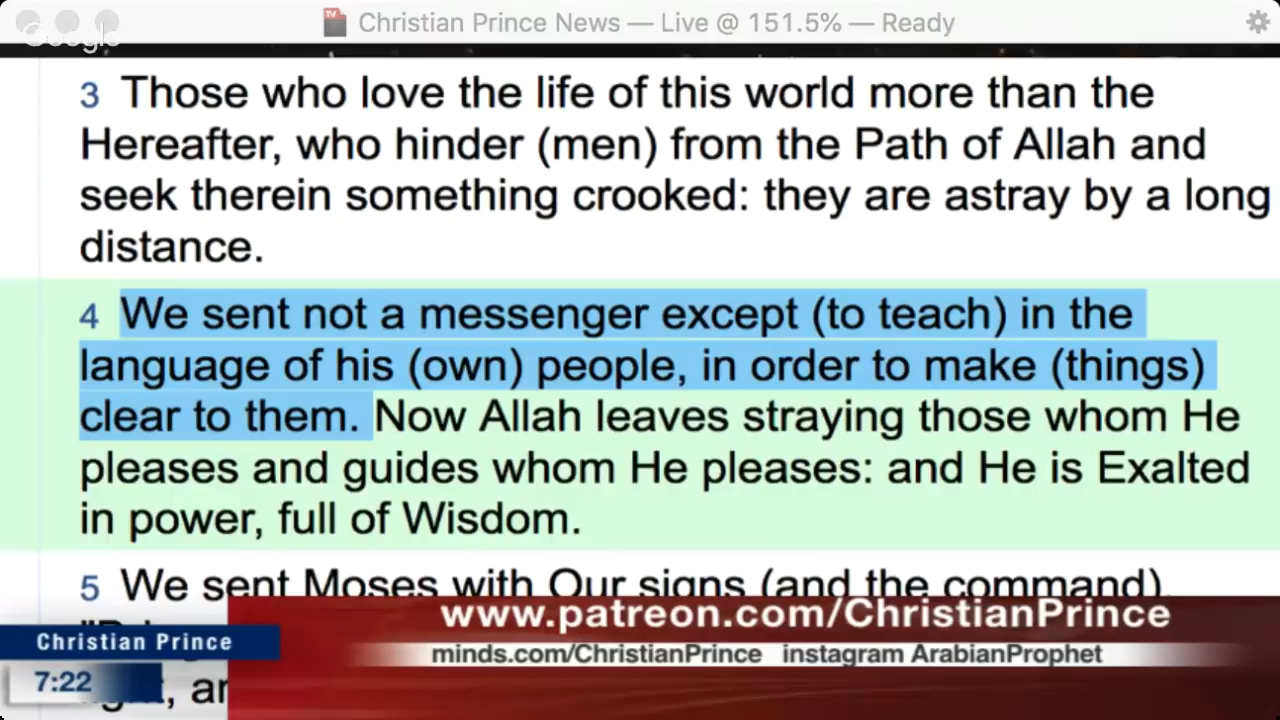 Christian Prince News — Live @ 151.5% — Ready
Google
3 Those who love the life of this world more than the
Hereafter, who hinder (men) from the Path of Allah and
seek therein something crooked: they are astray by a long
distance.
4 We sent not a messenger except (to teach) in the
language of his (own) people, in order to make (things)
clear to them. Now Allah leaves straying those whom He
pleases and guides whom He pleases: and He is Exalted
in power, full of Wisdom.
5 We sent Moses with Our signs (and the command),
www.patreon.com/ChristianPrince
Christian Prince
minds.com/ChristianPrince instagram ArabianProphet
7:22